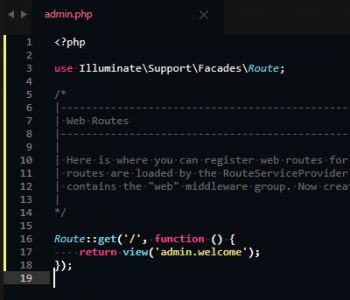 admin.php
1 <?php
2
3 use Illuminate\Support\Facades\Route;
4
5 /*
6 |--------------------------------------------------
7 | Web Routes
8 |--------------------------------------------------
9 |
10 | Here is where you can register web routes for
11 | routes are loaded by the RouteServiceProvider
12 | contains the "web" middleware group. Now creat
13 |
14 */
15
16 Route::get('/', function () {
17 return view('admin.welcome');
18 });
19